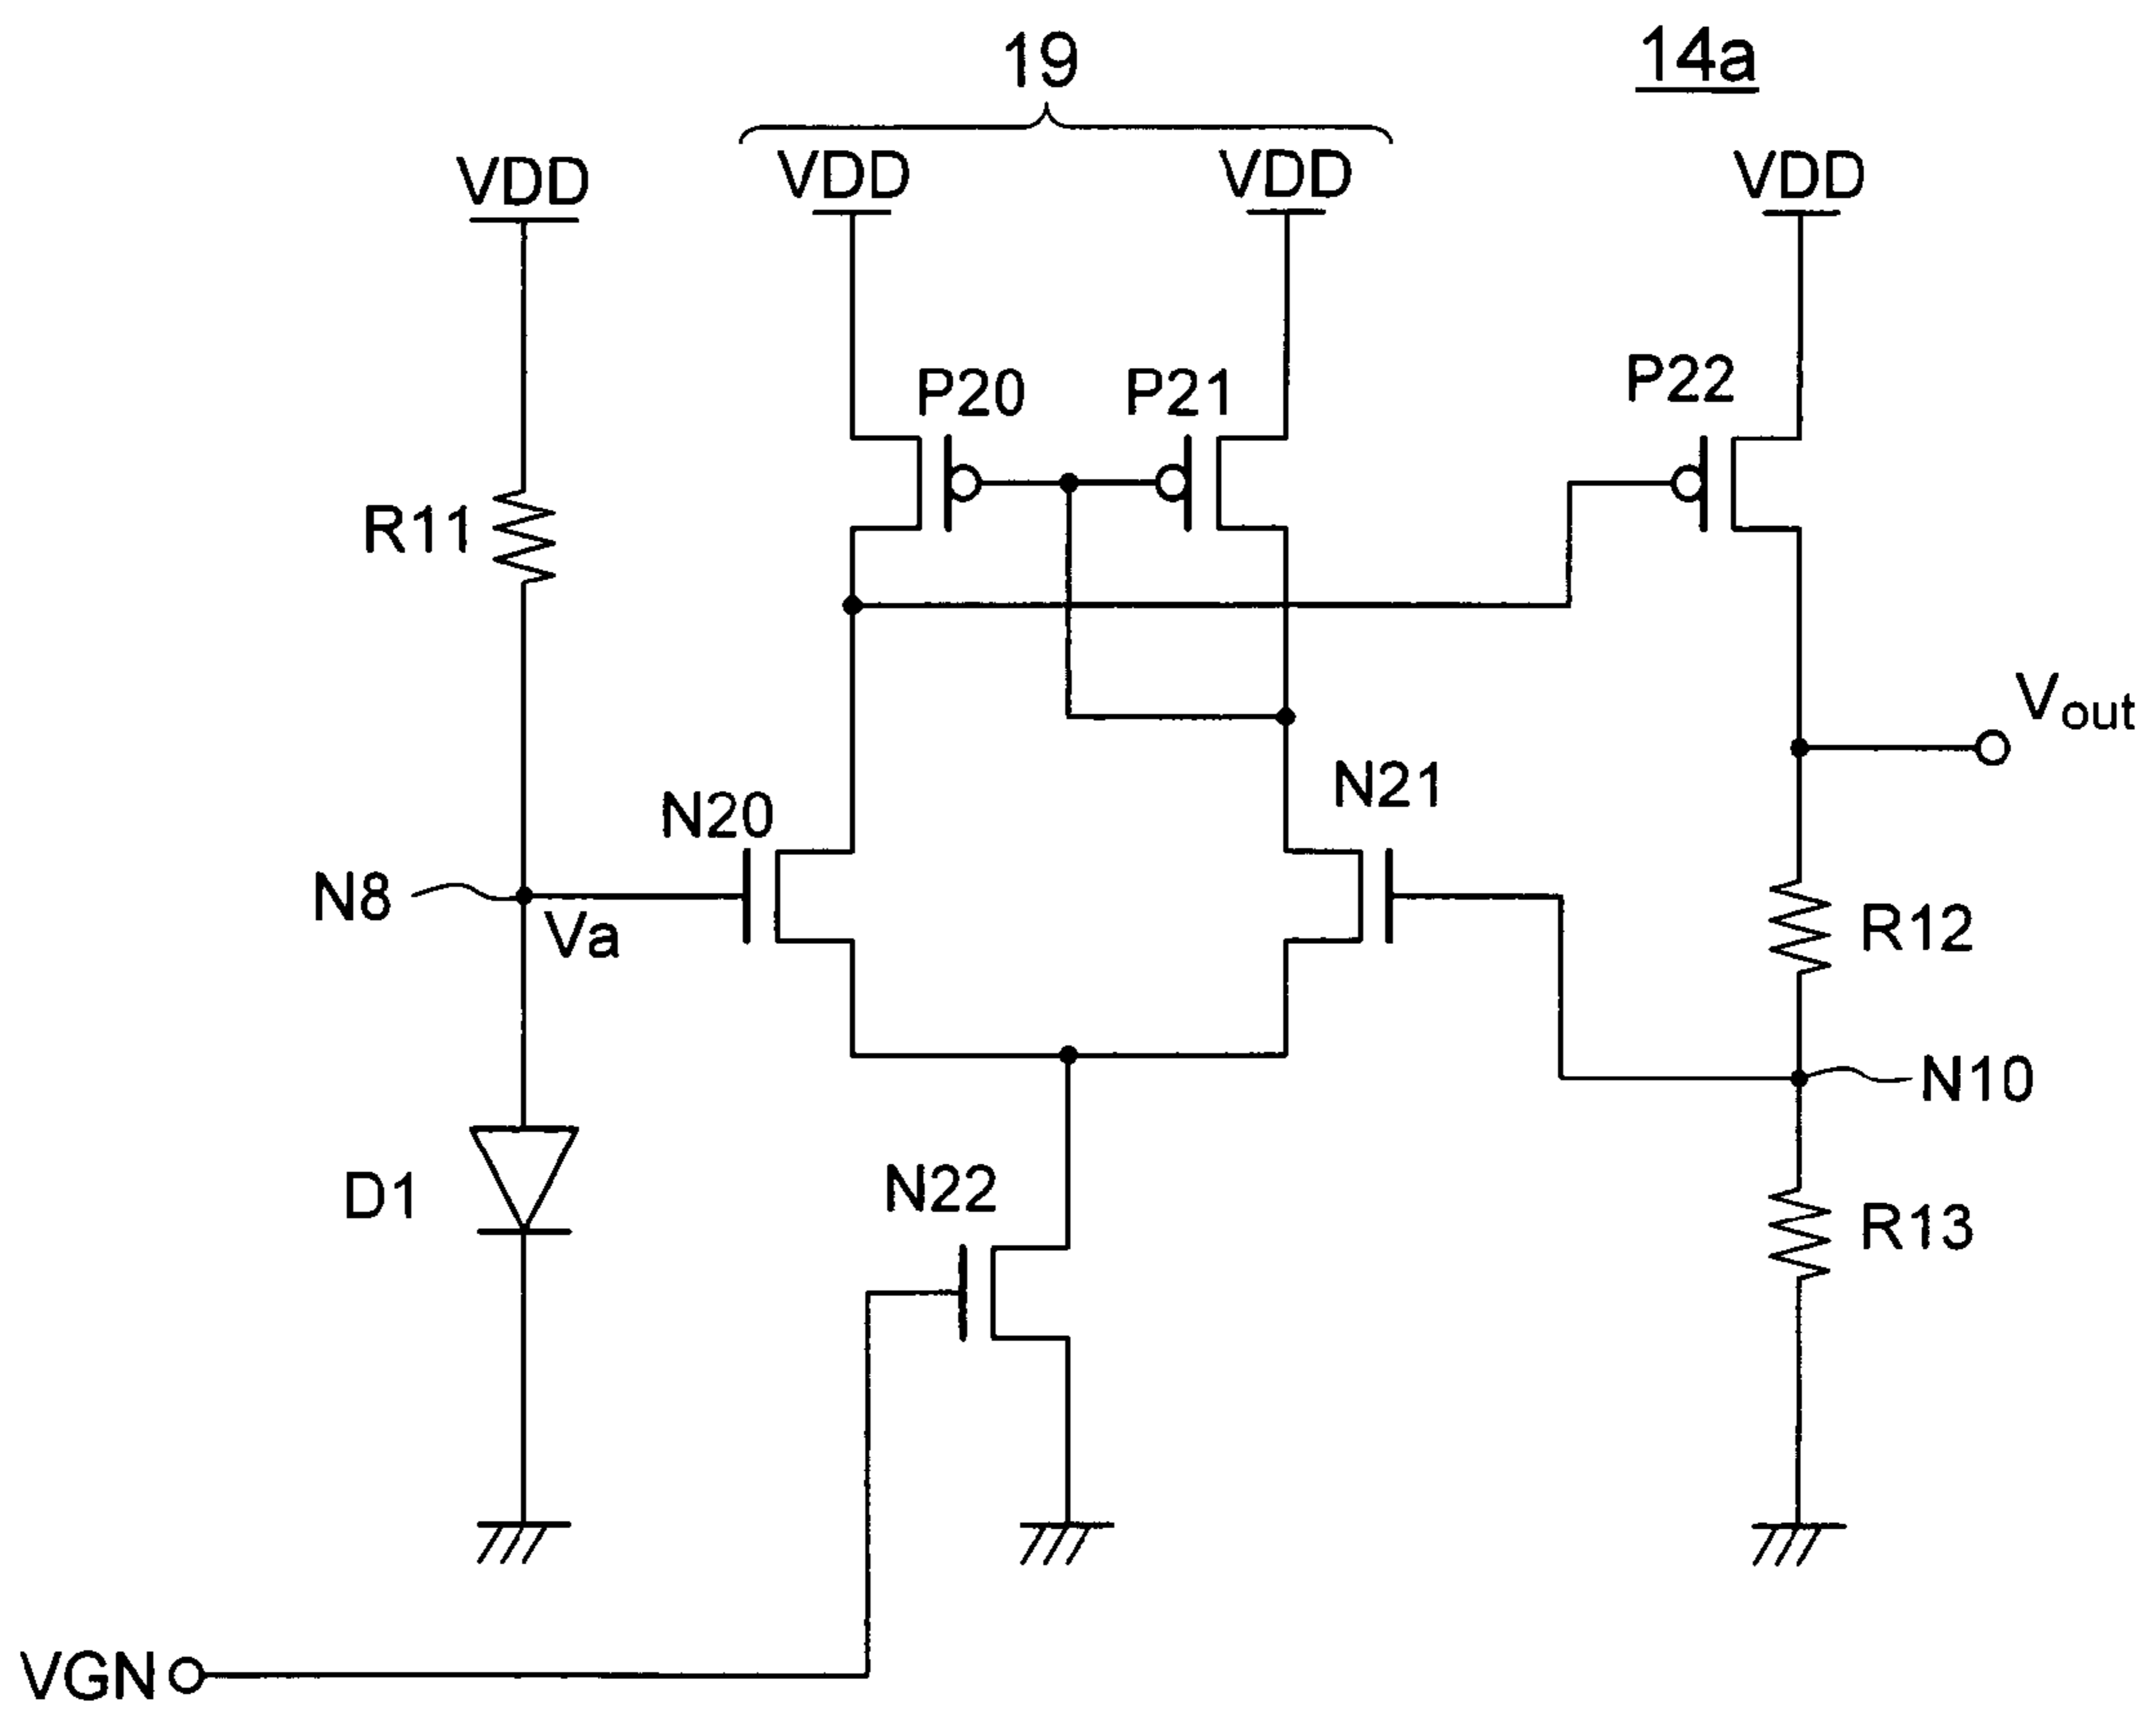 19
14a
VDD
VDD
VDD
VDD
P20
P21
P22
R11
Vout
N20
N21
N8
Va
R12
N10
D1
N22
R13
VGN